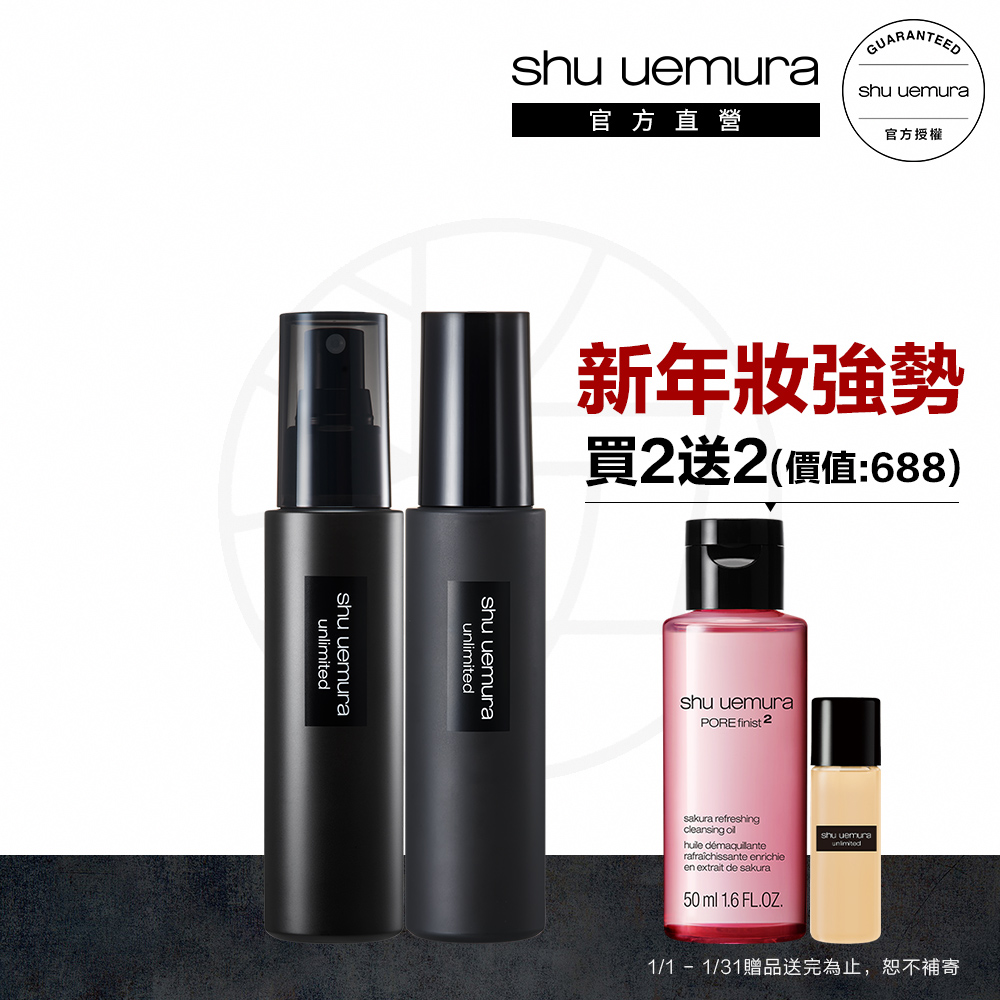 shu uemura
官方直營
GUARANTEED
shu uemura
官方授權
新年妝強勢
買2送2(價值:688)
shu uemura
unlimited
shu uemura
unlimited
shu uemura
POREfinist2
sakura refreshing
cleansing oil
huile démaquillante
rafraîchissante enrichie
en extrait de sakura
50 ml 1.6 FL.OZ.
shu uemura
unlimited
1/1 - 1/31贈品送完為止，恕不補寄